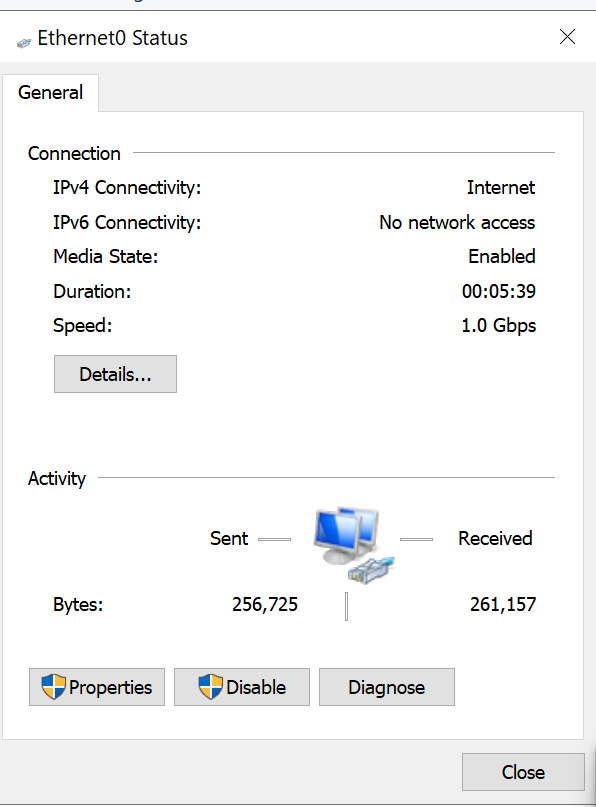 Ethernet0 Status
General
Connection
IPv4 Connectivity: Internet
IPv6 Connectivity: No network access
Media State: Enabled
Duration: 00:05:39
Speed: 1.0 Gbps
Details...
Activity
Sent Received
Bytes: 256,725 261,157
Properties Disable Diagnose
Close